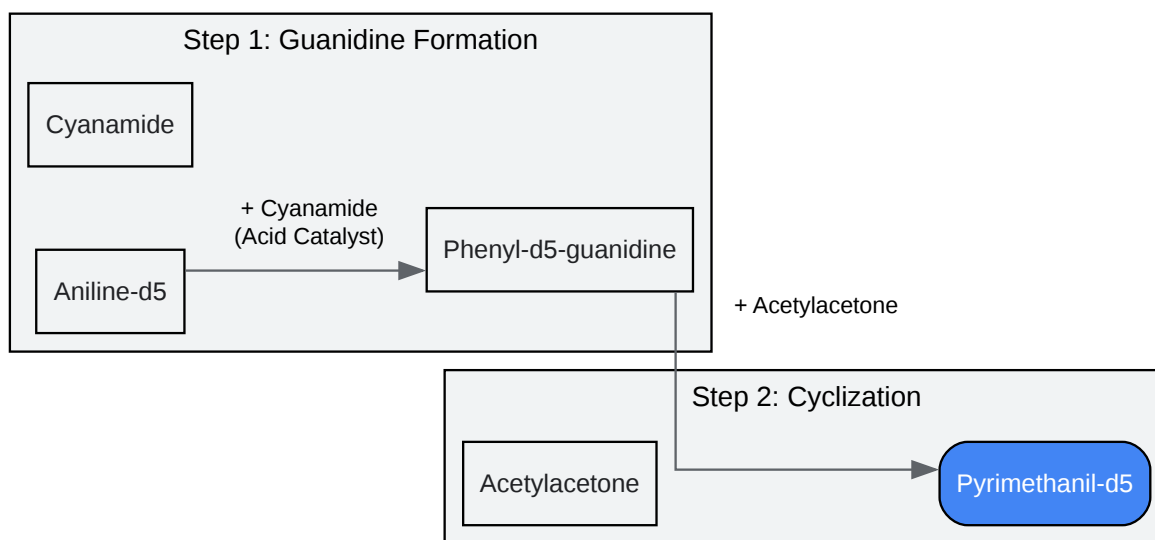 Step 1: Guanidine Formation
Cyanamide
+ Cyanamide
(Acid Catalyst)
Aniline-d5
Phenyl-d5-guanidine
+ Acetylacetone
Step 2: Cyclization
Acetylacetone
Pyrimethanil-d5